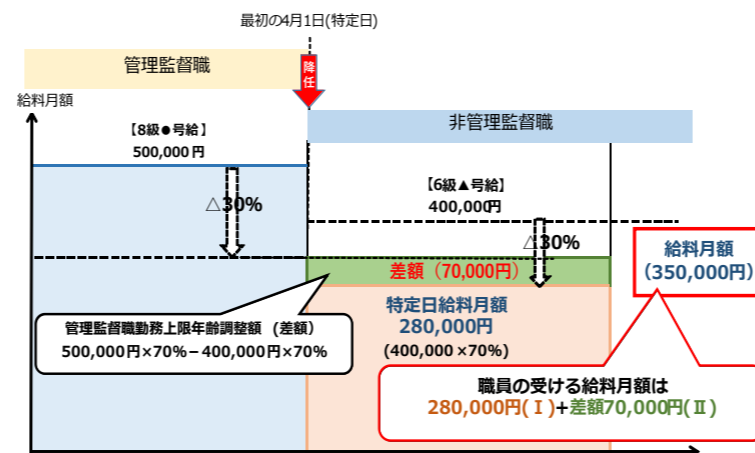 最初の4月1日(特定日)
管理監督職
降任
給料月額
非管理監督職
【8級●号給】
500,000円
【6級▲号給】
400,000円
△30%
△30%
給料月額
（350,000円）
差額（70,000円）
特定日給料月額
280,000円
(400,000×70%)
管理監督職勤務上限年齢調整額 (差額)
500,000円×70%－400,000円×70%
職員の受ける給料月額は
280,000円(Ⅰ)+差額70,000円(Ⅱ)